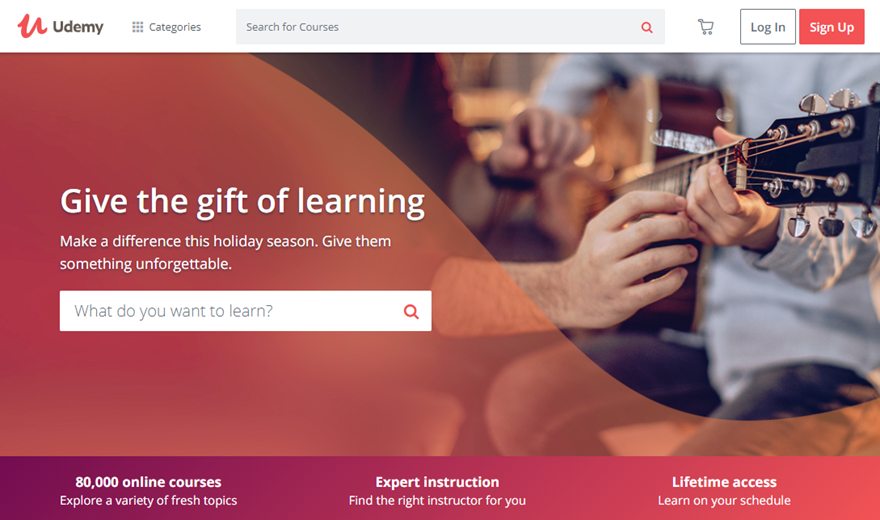 Udemy
Categories
Search for Courses
Log In
Sign Up
Give the gift of learning
Make a difference this holiday season. Give them
something unforgettable.
What do you want to learn?
80,000 online courses
Explore a variety of fresh topics
Expert instruction
Find the right instructor for you
Lifetime access
Learn on your schedule